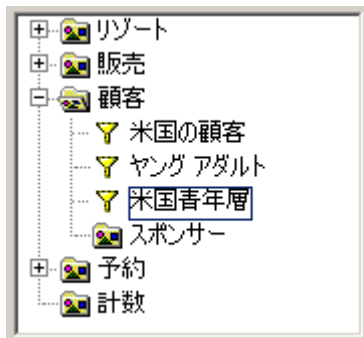 リゾート
販売
顧客
米国の顧客
ヤング アダルト
米国青年層
スポンサー
予約
計数